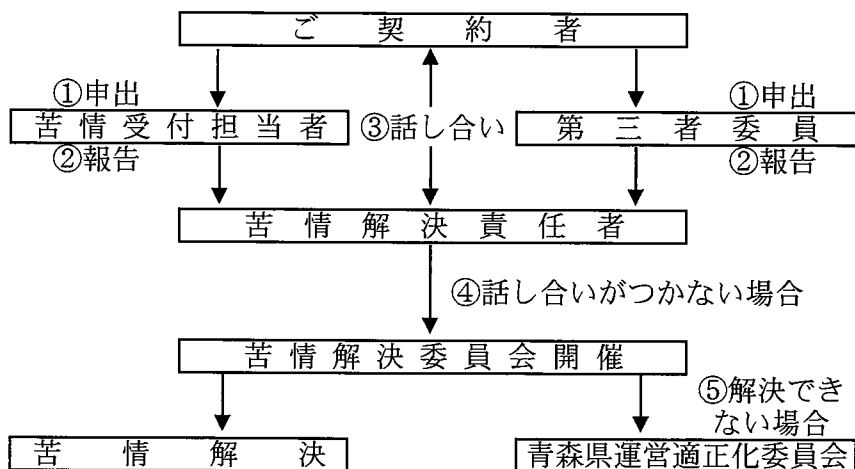 ご契約者
①申出
①申出
苦情受付担当者
③話し合い
第三者委員
②報告
②報告
苦情解決責任者
④話し合いがつかない場合
苦情解決委員会開催
⑤解決でき
ない場合
苦情解決
青森県運営適正化委員会